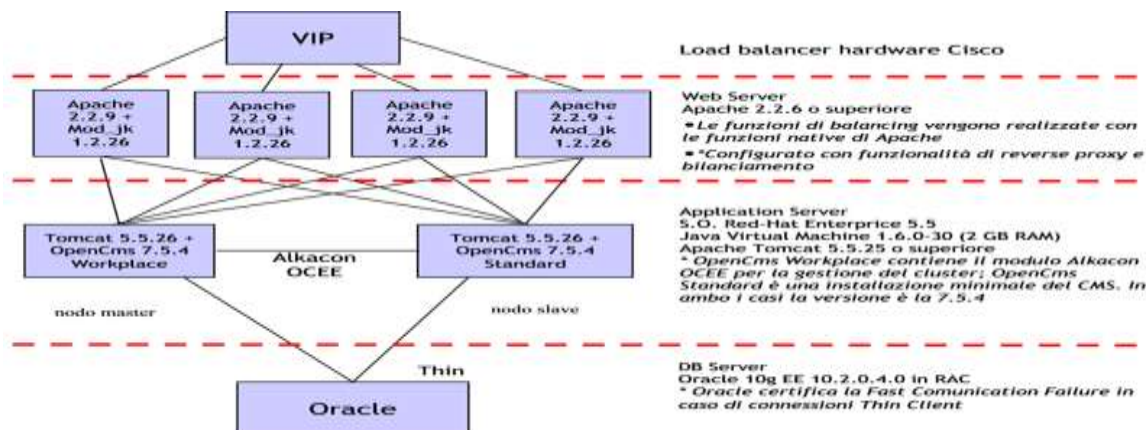 VIP
Load balancer hardware Cisco
Apache
2.2.9 +
Mod_jk
1.2.26
Apache
2.2.9 +
Mod_jk
1.2.26
Apache
2.2.9 +
Mod_jk
1.2.26
Apache
2.2.9 +
Mod_jk
1.2.26
Web Server
Apache 2.2.6 o superiore
•Le funzioni di balancing vengono realizzate con
le funzioni native di Apache
•*Configurato con funzionalità di reverse proxy e
bilanciamento
Tomcat 5.5.26 +
OpenCms 7.5.4
Workplace
Alkacon
OCEE
Tomcat 5.5.26 +
OpenCms 7.5.4
Standard
nodo master
nodo slave
Application Server
S.O. Red-Hat Enterprice 5.5
Java Virtual Machine 1.6.0-30 (2 GB RAM)
Apache Tomcat 5.5.25 o superiore
* OpenCms Workplace contiene il modulo Alkacon
OCEE per la gestione del cluster; OpenCms
Standard è una installazione minimale del CMS. In
ambo i casi la versione è la 7.5.4
Thin
Oracle
DB Server
Oracle 10g EE 10.2.0.4.0 in RAC
* Oracle certifica la Fast Comunication Failure in
caso di connessioni Thin Client